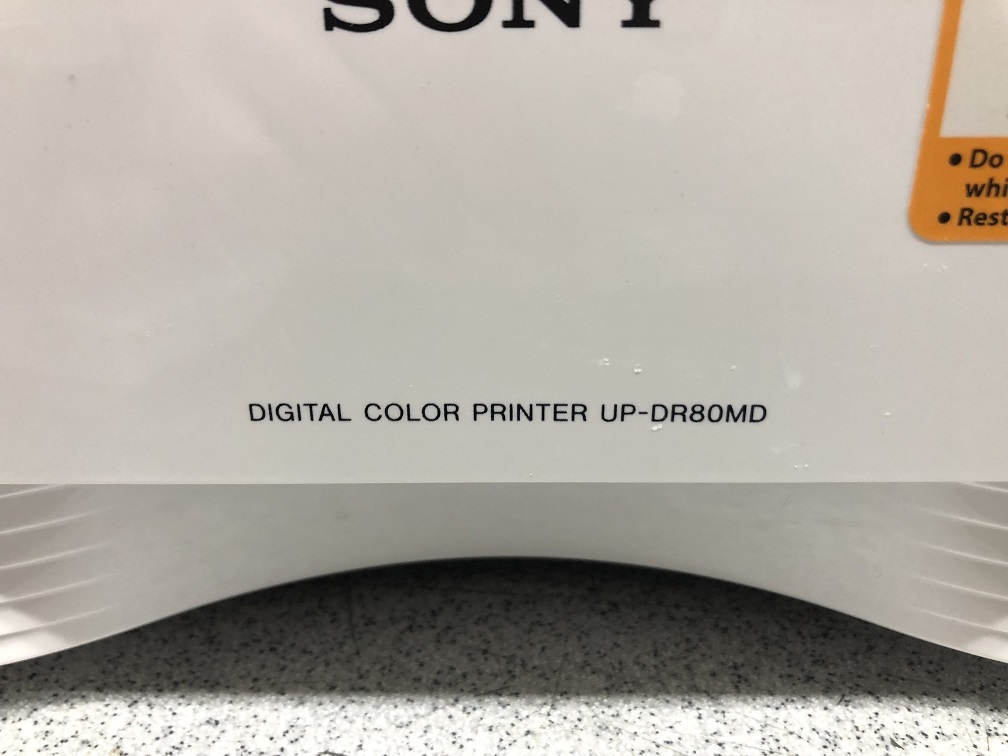 SONY
• Do
whi
• Rest
DIGITAL COLOR PRINTER UP-DR80MD